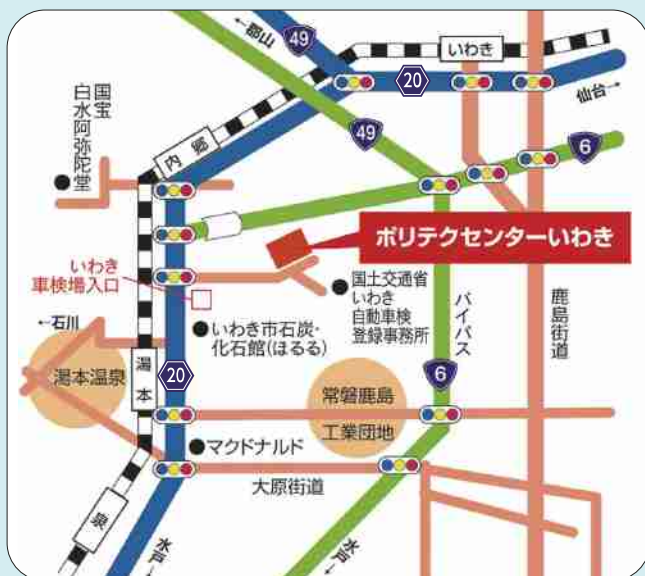 ←郡山
49
いわき
20
仙台→
国宝
白水阿弥陀堂
内郷
49
6
ポリテクセンターいわき
いわき
車検場入口
国土交通省
いわき
自動車検
登録事務所
バイパス
鹿島街道
←石川
●いわき市石炭・
化石館(ほるる)
湯本温泉
湯本
20
6
常磐鹿島
工業団地
●マクドナルド
大原街道
泉
水戸→
水戸→